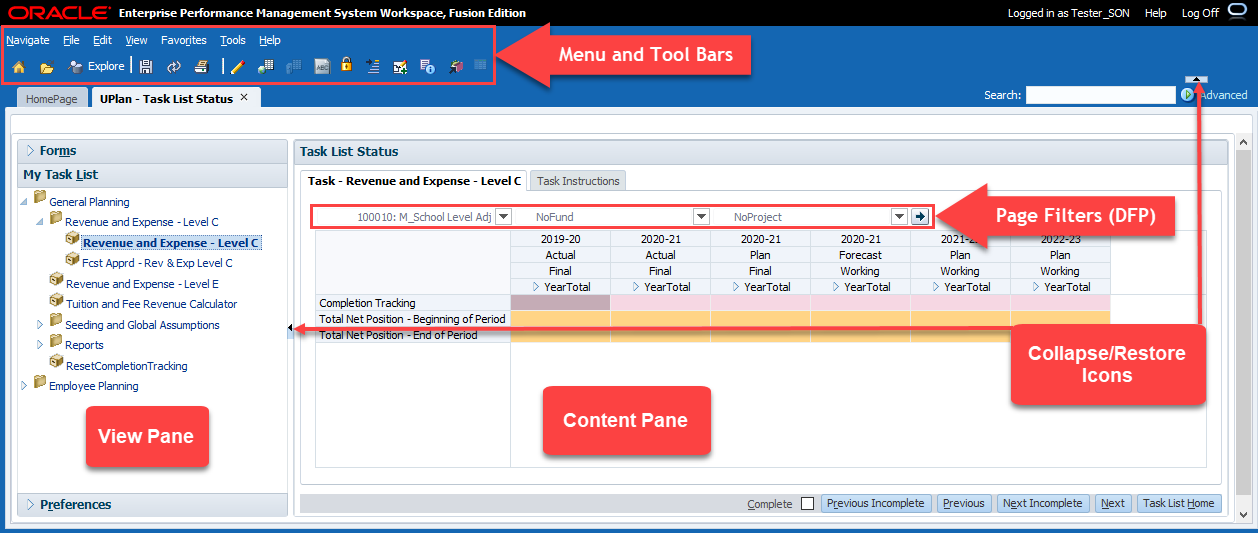 ORACLE Enterprise Performance Management System Workspace, Fusion Edition Logged in as Tester_SON Help Log Off
Navigate File Edit View Favorites Tools Help
Menu and Tool Bars
Explore
ABC
HomePage UPlan - Task List Status × Search: Advanced
Forms
My Task List
General Planning
Revenue and Expense - Level C
Revenue and Expense - Level C
Fcst Apprd - Rev & Exp Level C
Revenue and Expense - Level E
Tuition and Fee Revenue Calculator
Seeding and Global Assumptions
Reports
ResetCompletionTracking
Employee Planning
View Pane
Preferences
Task List Status
Task - Revenue and Expense - Level C Task Instructions
100010: M_School Level Adj NoFund NoProject
Page Filters (DFP)
2019-20 2020-21 2020-21 2020-21 2021-2 2022-23
Actual Actual Plan Forecast Plan Plan
Final Final Final Working Working Working
YearTotal YearTotal YearTotal YearTotal YearTotal YearTotal
Completion Tracking
Total Net Position - Beginning of Period
Total Net Position - End of Period
Collapse/Restore
Icons
Content Pane
Complete Previous Incomplete Previous Next Incomplete Next Task List Home